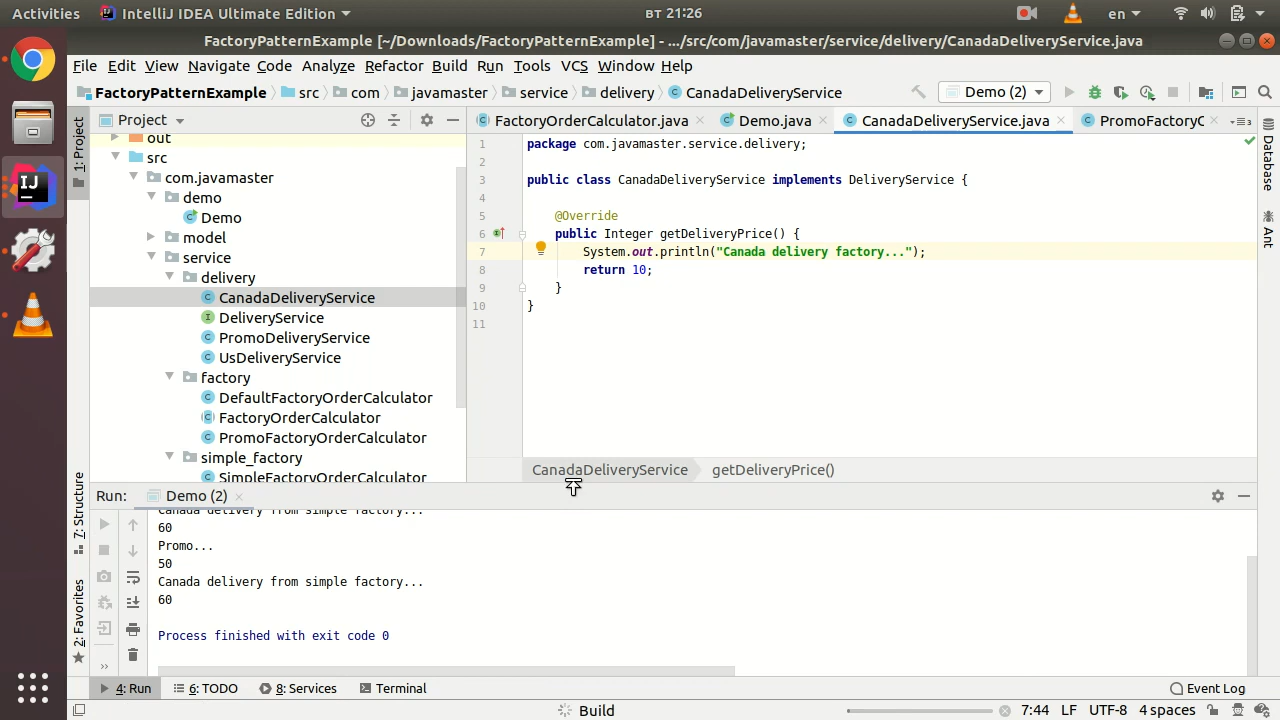 Activities IntelliJ IDEA Ultimate Edition вт 21:26 en
FactoryPatternExample [~/Downloads/FactoryPatternExample] - .../src/com/javamaster/service/delivery/CanadaDeliveryService.java
File Edit View Navigate Code Analyze Refactor Build Run Tools VCS Window Help
FactoryPatternExample src com javamaster service delivery CanadaDeliveryService Demo (2)
1: Project
Project
FactoryOrderCalculator.java Demo.java CanadaDeliveryService.java PromoFactoryC 3
out
src
com.javamaster
demo
Demo
model
service
delivery
CanadaDeliveryService
DeliveryService
PromoDeliveryService
UsDeliveryService
factory
DefaultFactoryOrderCalculator
FactoryOrderCalculator
PromoFactoryOrderCalculator
simple_factory
SimpleFactoryOrderCalculator
1 package com.javamaster.service.delivery;
2
3 public class CanadaDeliveryService implements DeliveryService {
4
5 @Override
6 public Integer getDeliveryPrice() {
7 System.out.println("Canada delivery factory...");
8 return 10;
9 }
10 }
11
CanadaDeliveryService getDeliveryPrice()
Database
Ant
7: Structure
2: Favorites
Run: Demo (2)
Canada delivery from simple factory...
60
Promo...
50
Canada delivery from simple factory...
60
Process finished with exit code 0
4: Run 6: TODO 8: Services Terminal Event Log
Build 7:44 LF UTF-8 4 spaces